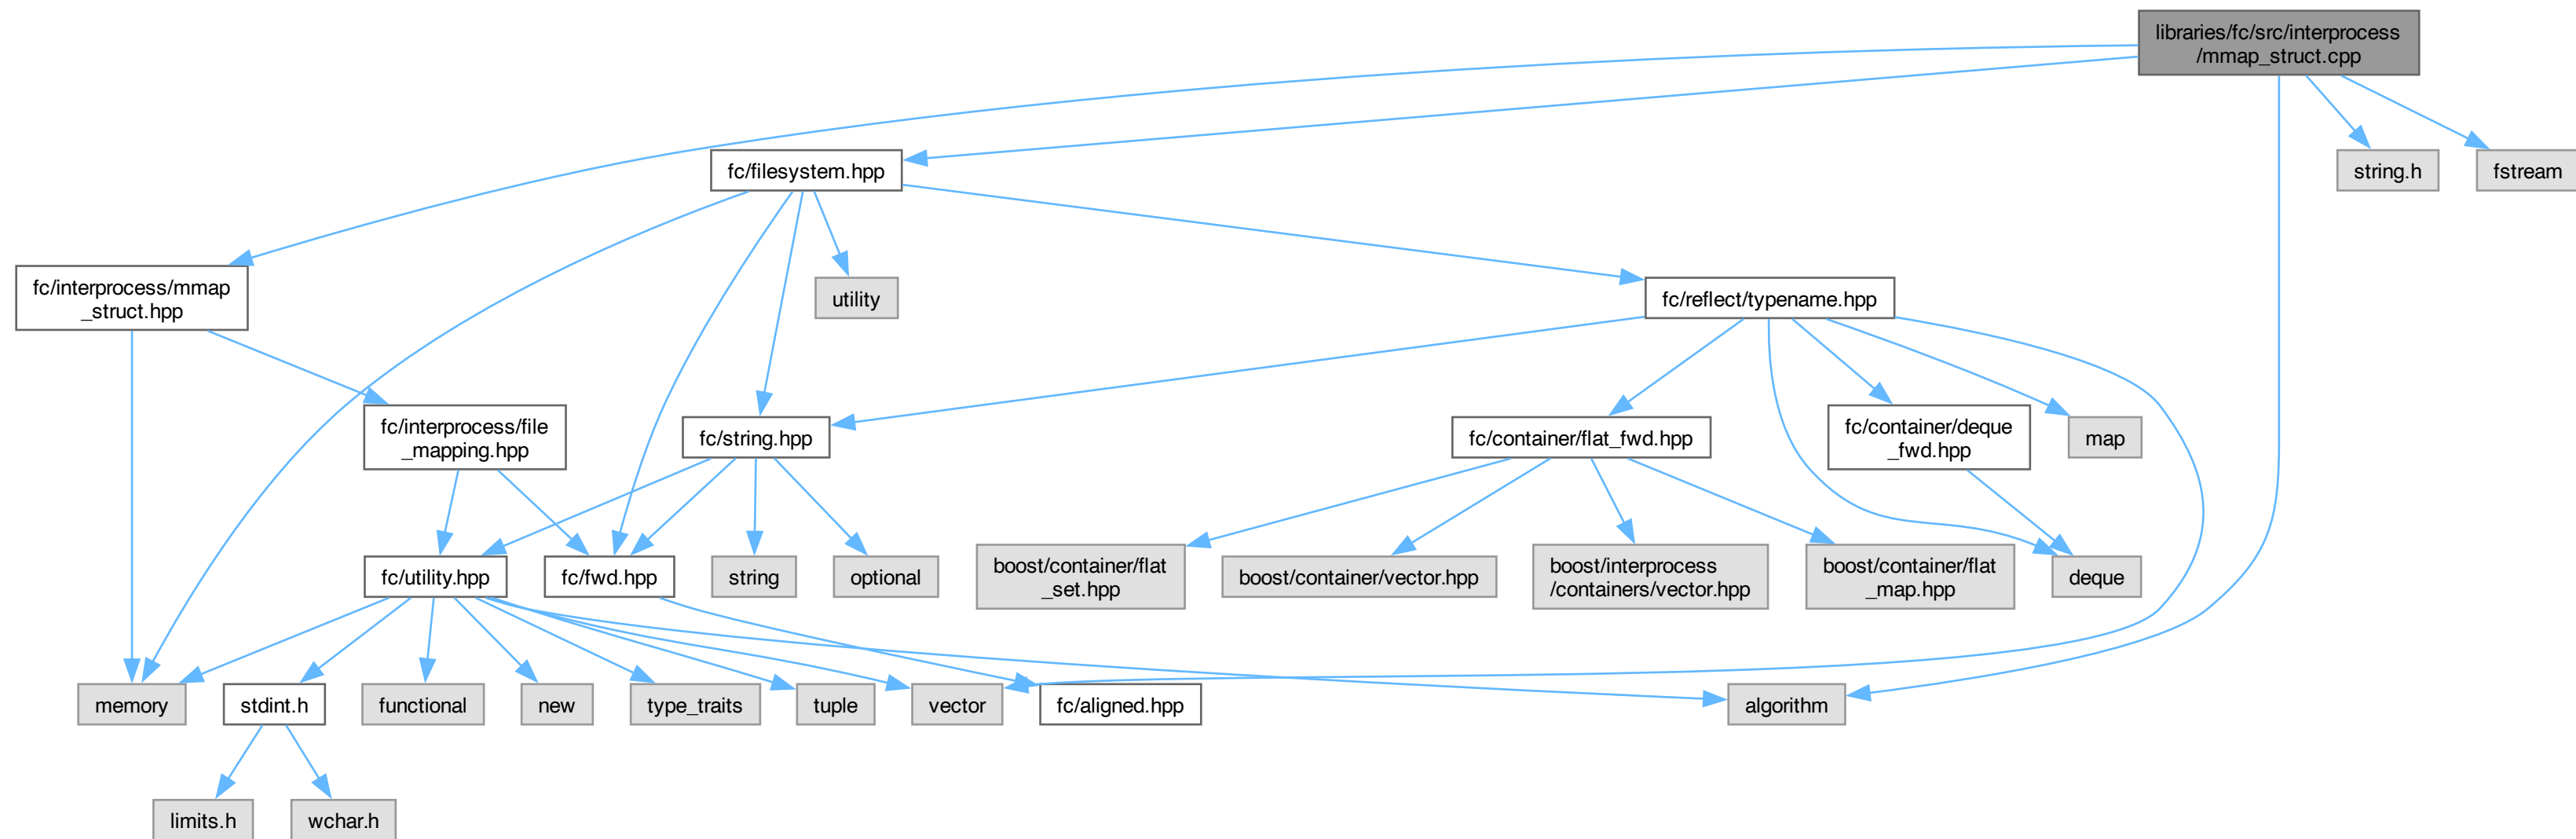 libraries/fc/src/interprocess
/mmap_struct.cpp
fc/filesystem.hpp
string.h
fstream
fc/interprocess/mmap
_struct.hpp
utility
fc/reflect/typename.hpp
fc/interprocess/file
_mapping.hpp
fc/string.hpp
fc/container/flat_fwd.hpp
fc/container/deque
_fwd.hpp
map
fc/utility.hpp
fc/fwd.hpp
string
optional
boost/container/flat
_set.hpp
boost/container/vector.hpp
boost/interprocess
/containers/vector.hpp
boost/container/flat
_map.hpp
deque
memory
stdint.h
functional
new
type_traits
tuple
vector
fc/aligned.hpp
algorithm
limits.h
wchar.h